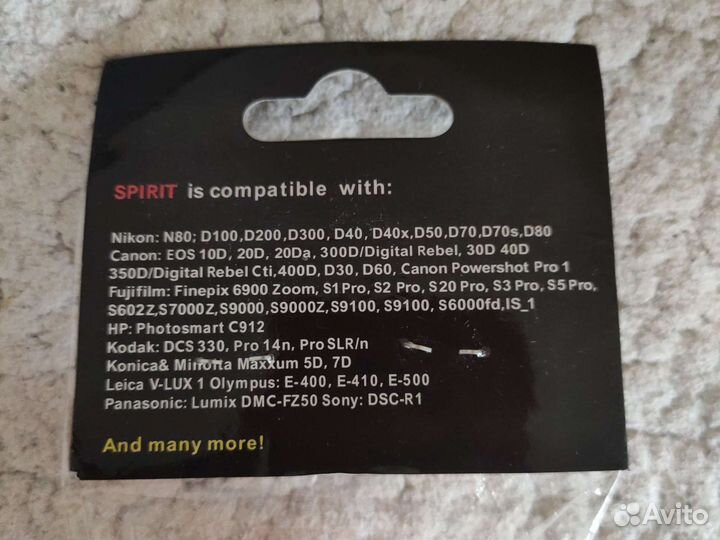 SPIRIT is compatible with:
Nikon: N80; D100,D200,D300, D40, D40x,D50,D70,D70s,D80
Canon: EOS 10D, 20D, 20Da, 300D/Digital Rebel, 30D 40D
350D/Digital Rebel Cti,400D, D30, D60, Canon Powershot Pro 1
Fujifilm: Finepix 6900 Zoom, S1Pro, S2 Pro, S20 Pro, S3 Pro, S5 Pro,
S602Z,S7000Z,S9000,S9000Z,S9100, S9100, S6000fd,IS_1
HP: Photosmart C912
Kodak: DCS 330, Pro 14n, Pro SLR/n
Konica& Minolta Maxxum 5D, 7D
Leica V-LUX 1 Olympus: E-400, E-410, E-500
Panasonic: Lumix DMC-FZ50 Sony: DSC-R1
And many more!
Avito